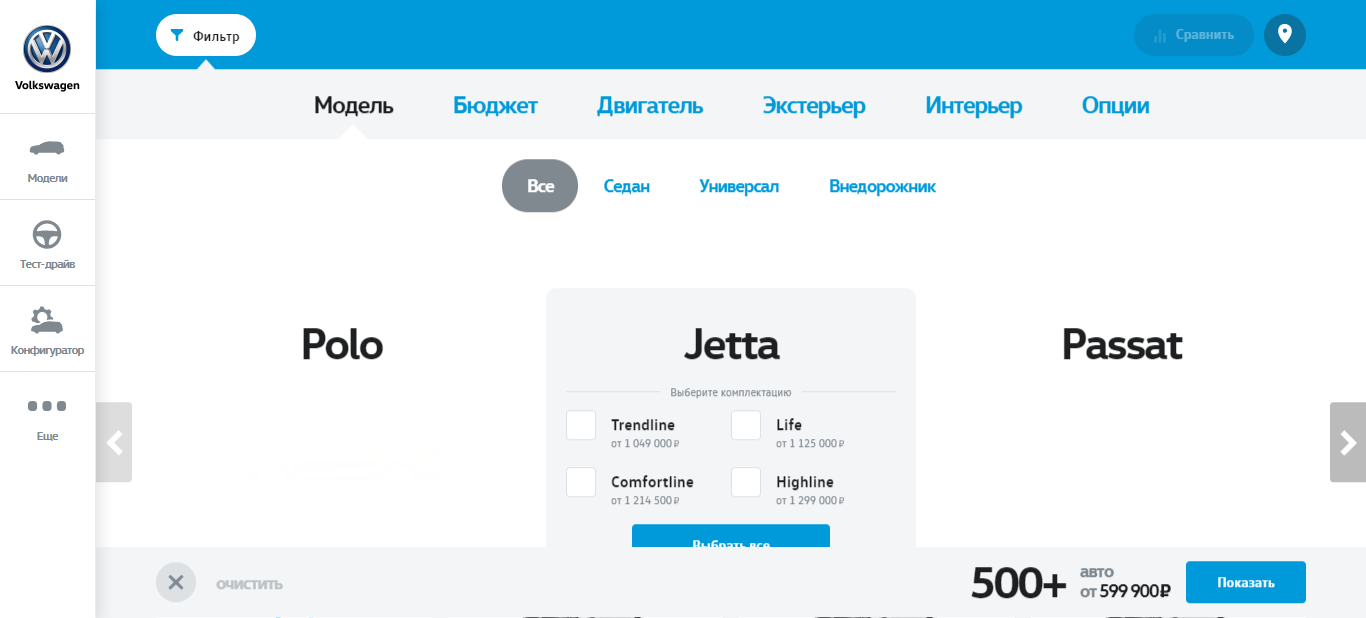 Volkswagen
Модели
Тест-драйв
Конфигуратор
Еще
Фильтр
Сравнить
Модель Бюджет Двигатель Экстерьер Интерьер Опции
Все Седан Универсал Внедорожник
Polo Jetta Passat
Выберите комплектацию
Trendline Life
от 1 049 000 ₽ от 1 125 000 ₽
Comfortline Highline
от 1 214 500 ₽ от 1 299 000 ₽
Выбрать все
очистить
500+ авто
от 599 900₽
Показать